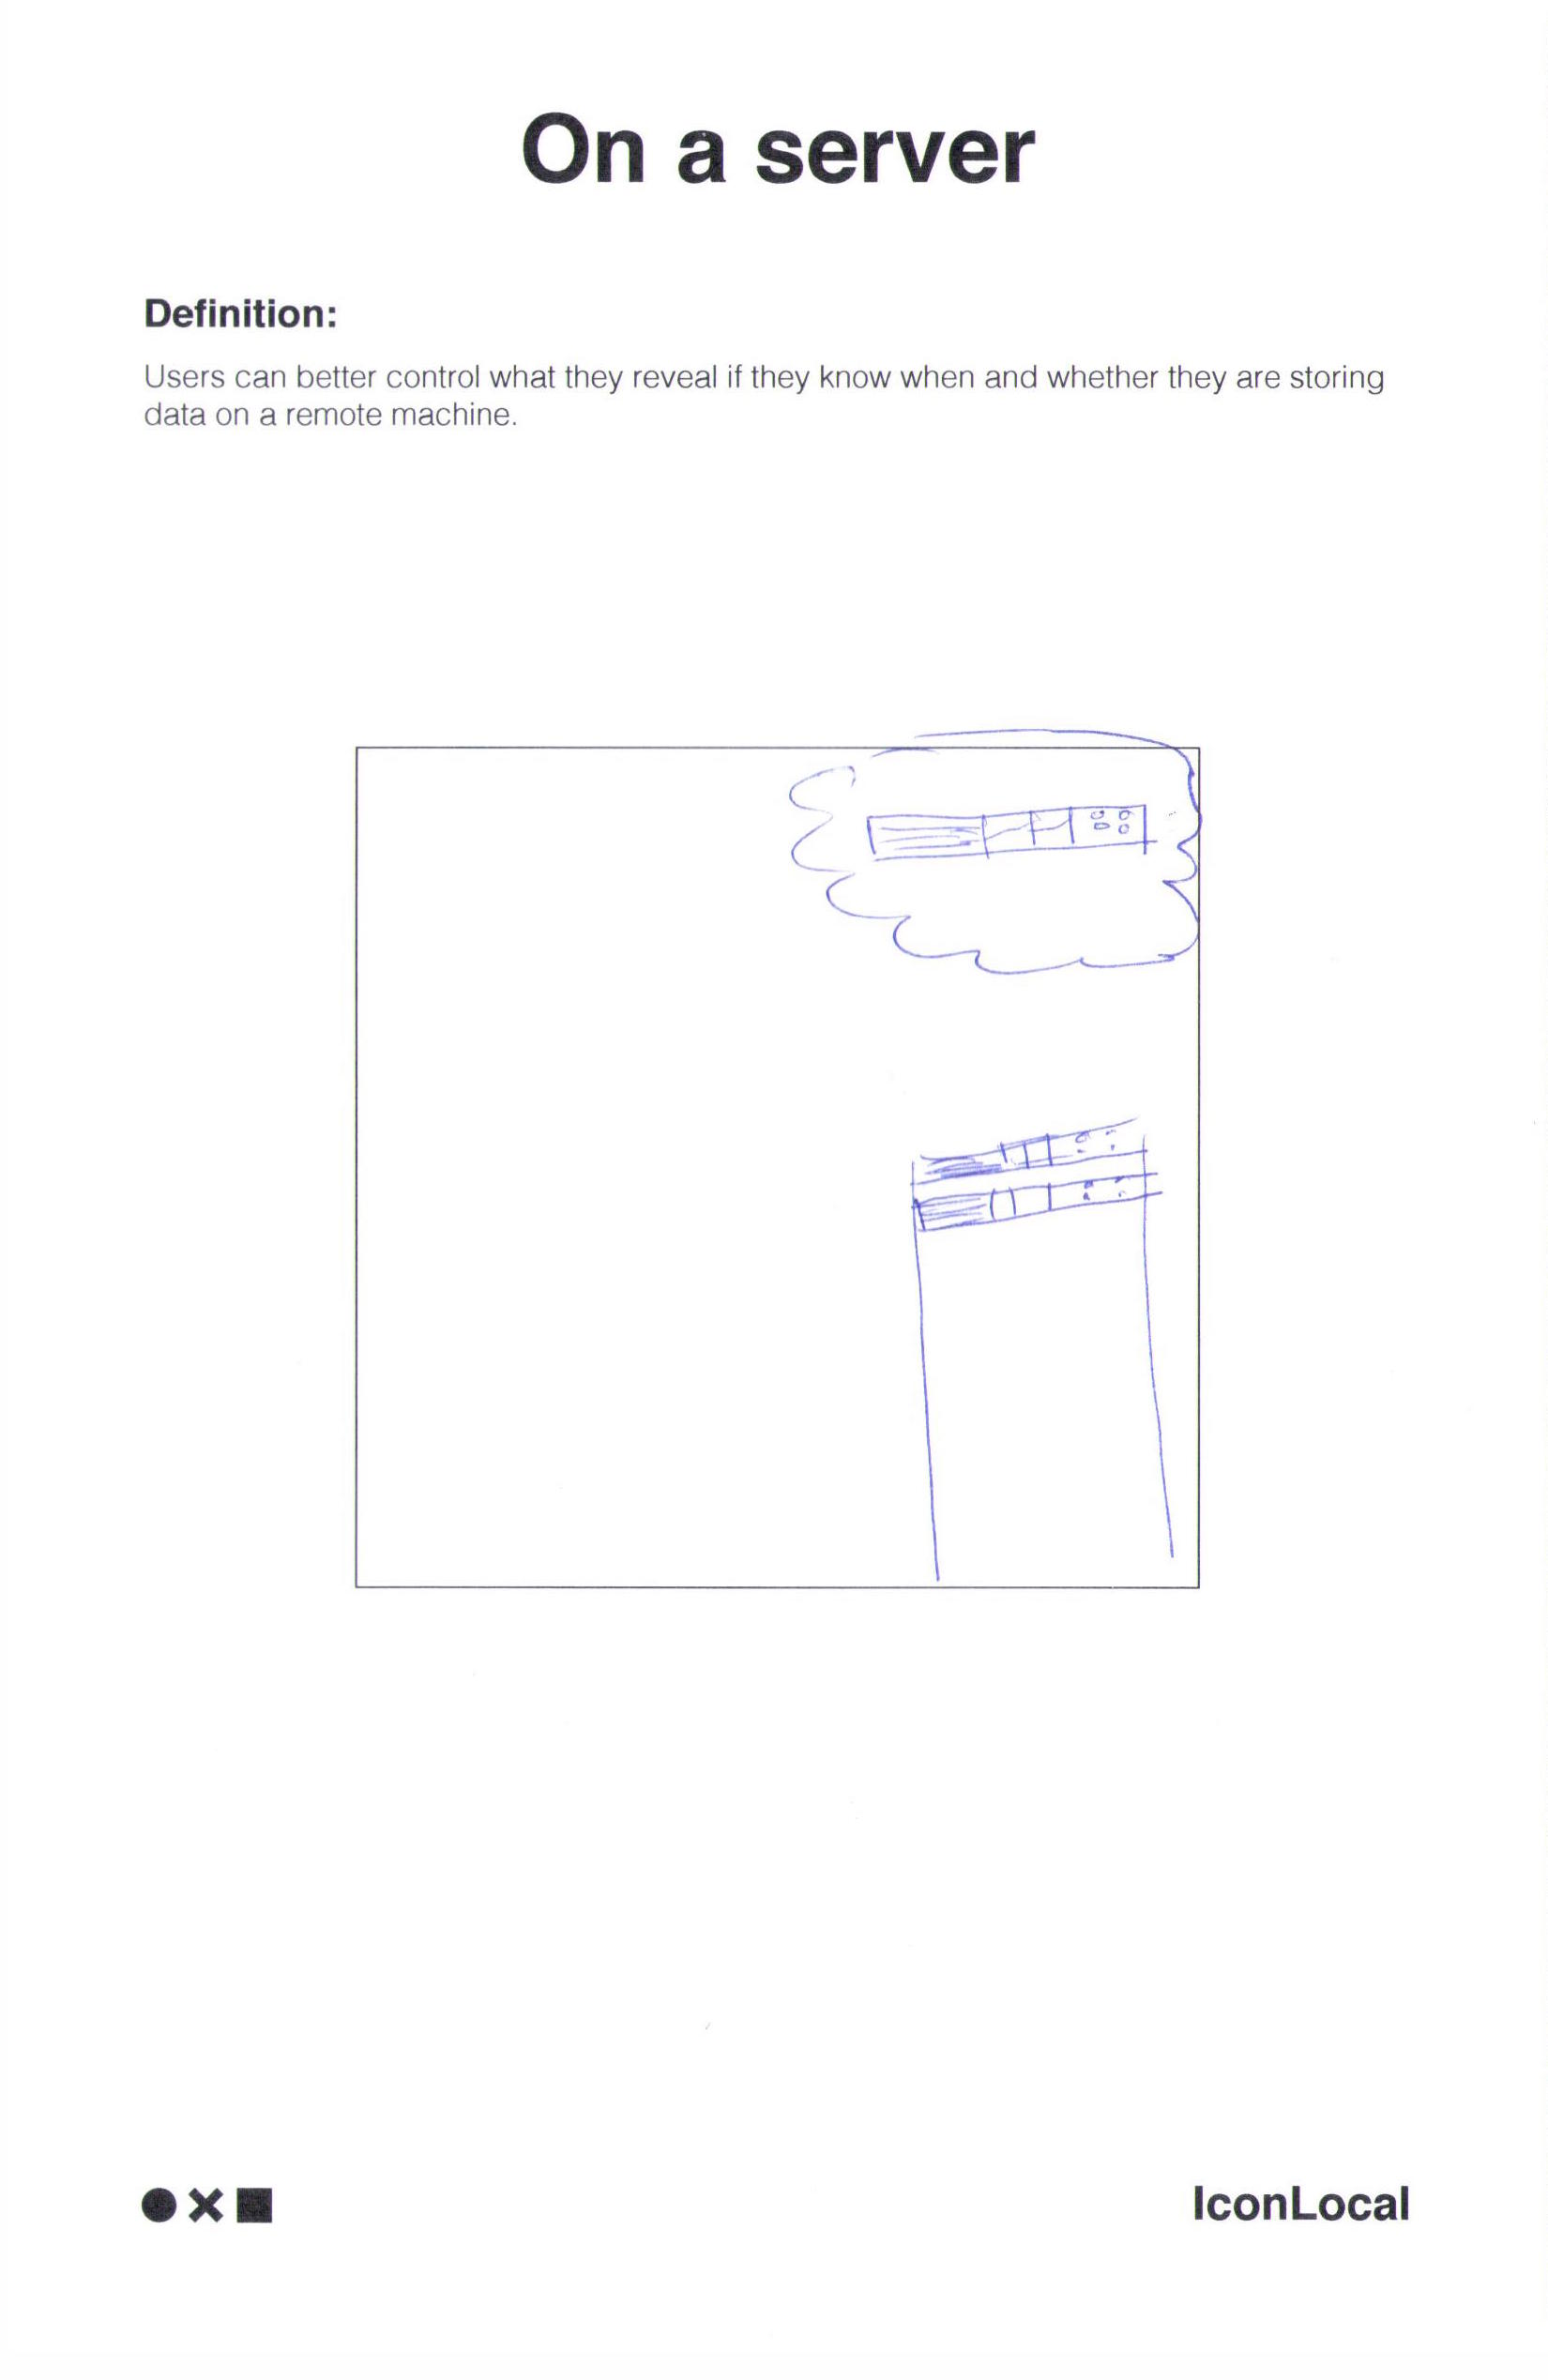 On a server
Definition:
Users can better control what they reveal if they know when and whether they are storing
data on a remote machine.
IconLocal